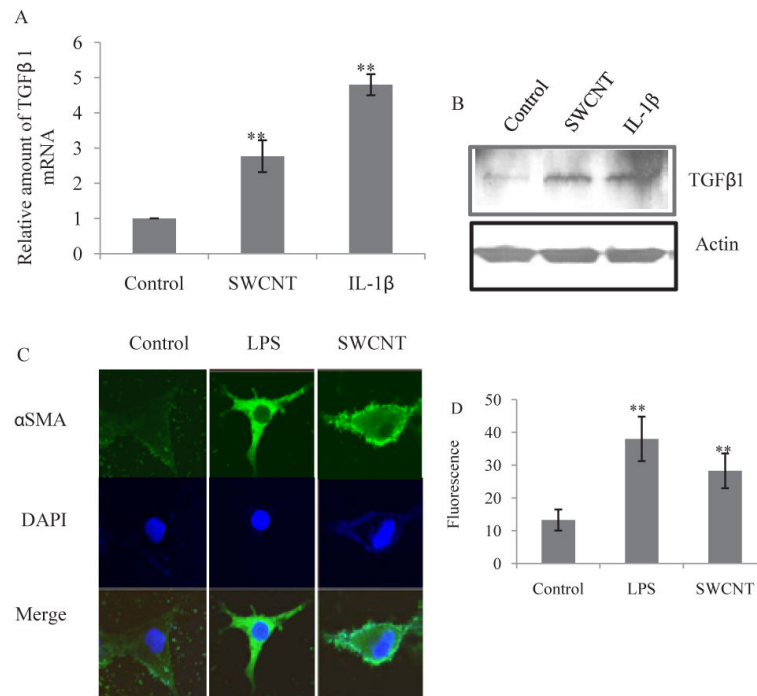 A
Relative amount of TGFβ 1
mRNA
6
5
4
3
2
1
0
**
**
Control
SWCNT
IL-1β
B
Control
SWCNT
IL-1β
TGFβ1
Actin
C
Control
LPS
SWCNT
αSMA
DAPI
Merge
D
Fluorescence
50
40
30
20
10
0
**
**
Control
LPS
SWCNT